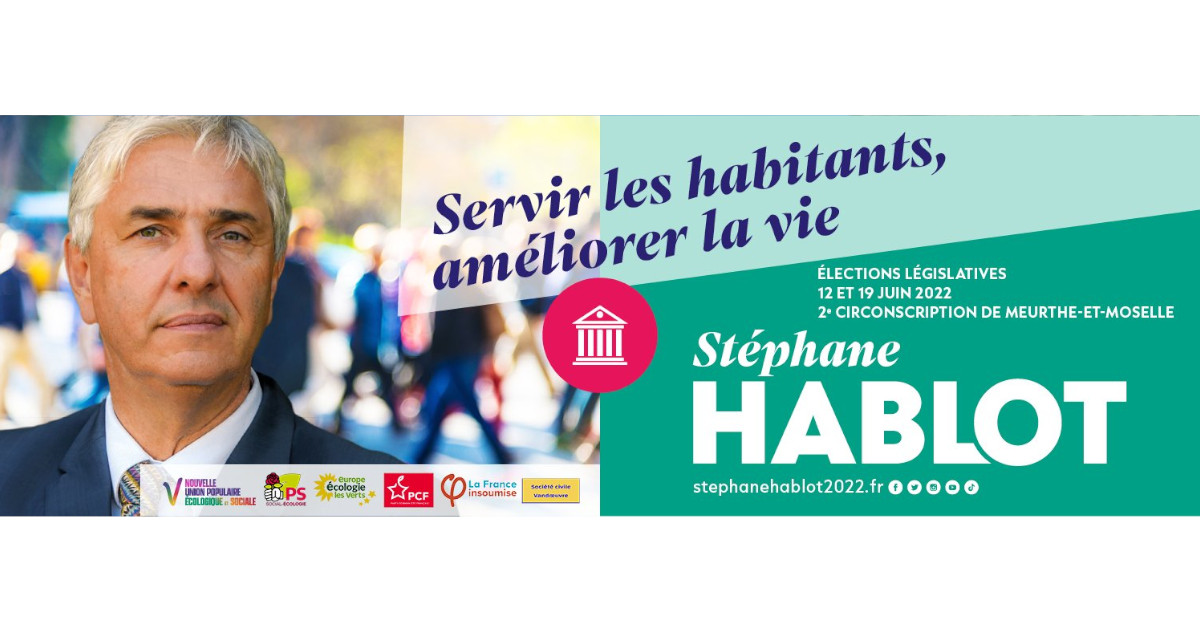 Servir les habitants,
améliorer la vie
ÉLECTIONS LÉGISLATIVES
12 ET 19 JUIN 2022
2e CIRCONSCRIPTION DE MEURTHE-ET-MOSELLE
Stéphane
HABLOT
stephanehablot2022.fr
NOUVELLE
UNION POPULAIRE
ÉCOLOGIQUE et SOCIALE
PS
SOCIAL-ÉCOLOGIE
europe
écologie
les verts
PCF
La France
insoumise
Société civile
Vandœuvre